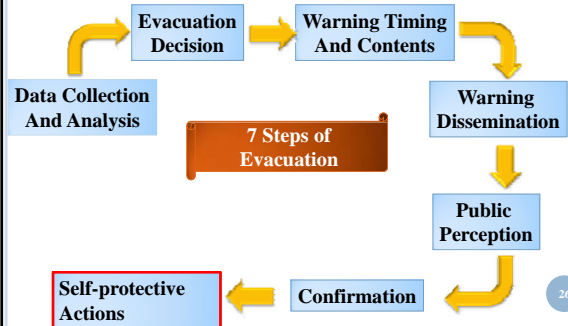 Evacuation
Decision
Warning Timing
And Contents
Data Collection
And Analysis
Warning
Dissemination
7 Steps of
Evacuation
Public
Perception
Self-protective
Actions
Confirmation